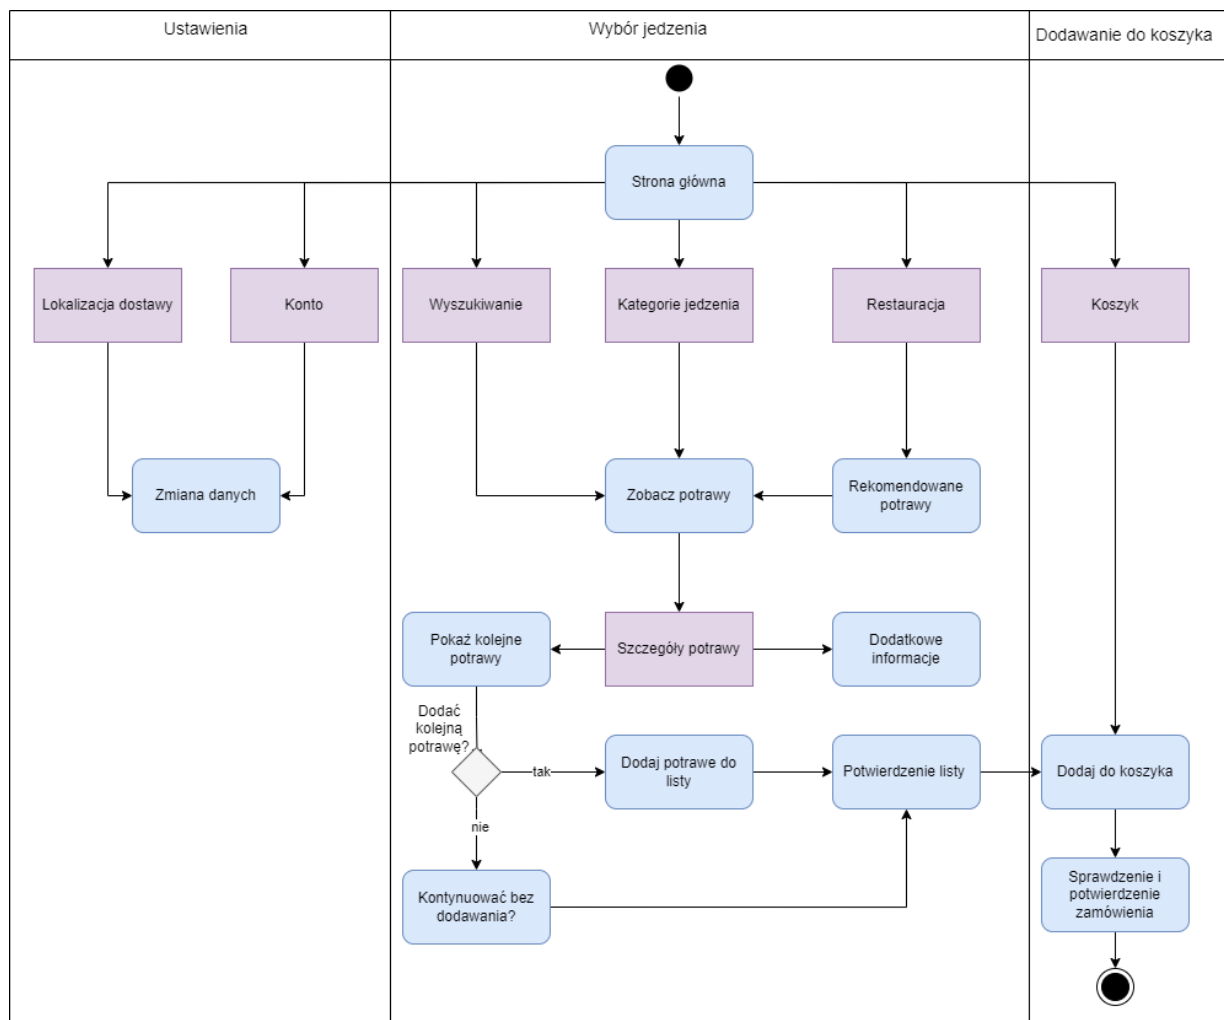 Ustawienia
Wybór jedzenia
Dodawanie do koszyka
Strona główna
Lokalizacja dostawy
Konto
Wyszukiwanie
Kategorie jedzenia
Restauracja
Koszyk
Zmiana danych
Zobacz potrawy
Rekomendowane
potrawy
Pokaż kolejne
potrawy
Szczegóły potrawy
Dodatkowe
informacje
Dodać
kolejną
potrawę?
tak
Dodaj potrawe do
listy
Potwierdzenie listy
Dodaj do koszyka
nie
Kontynuować bez
dodawania?
Sprawdzenie i
potwierdzenie
zamówienia